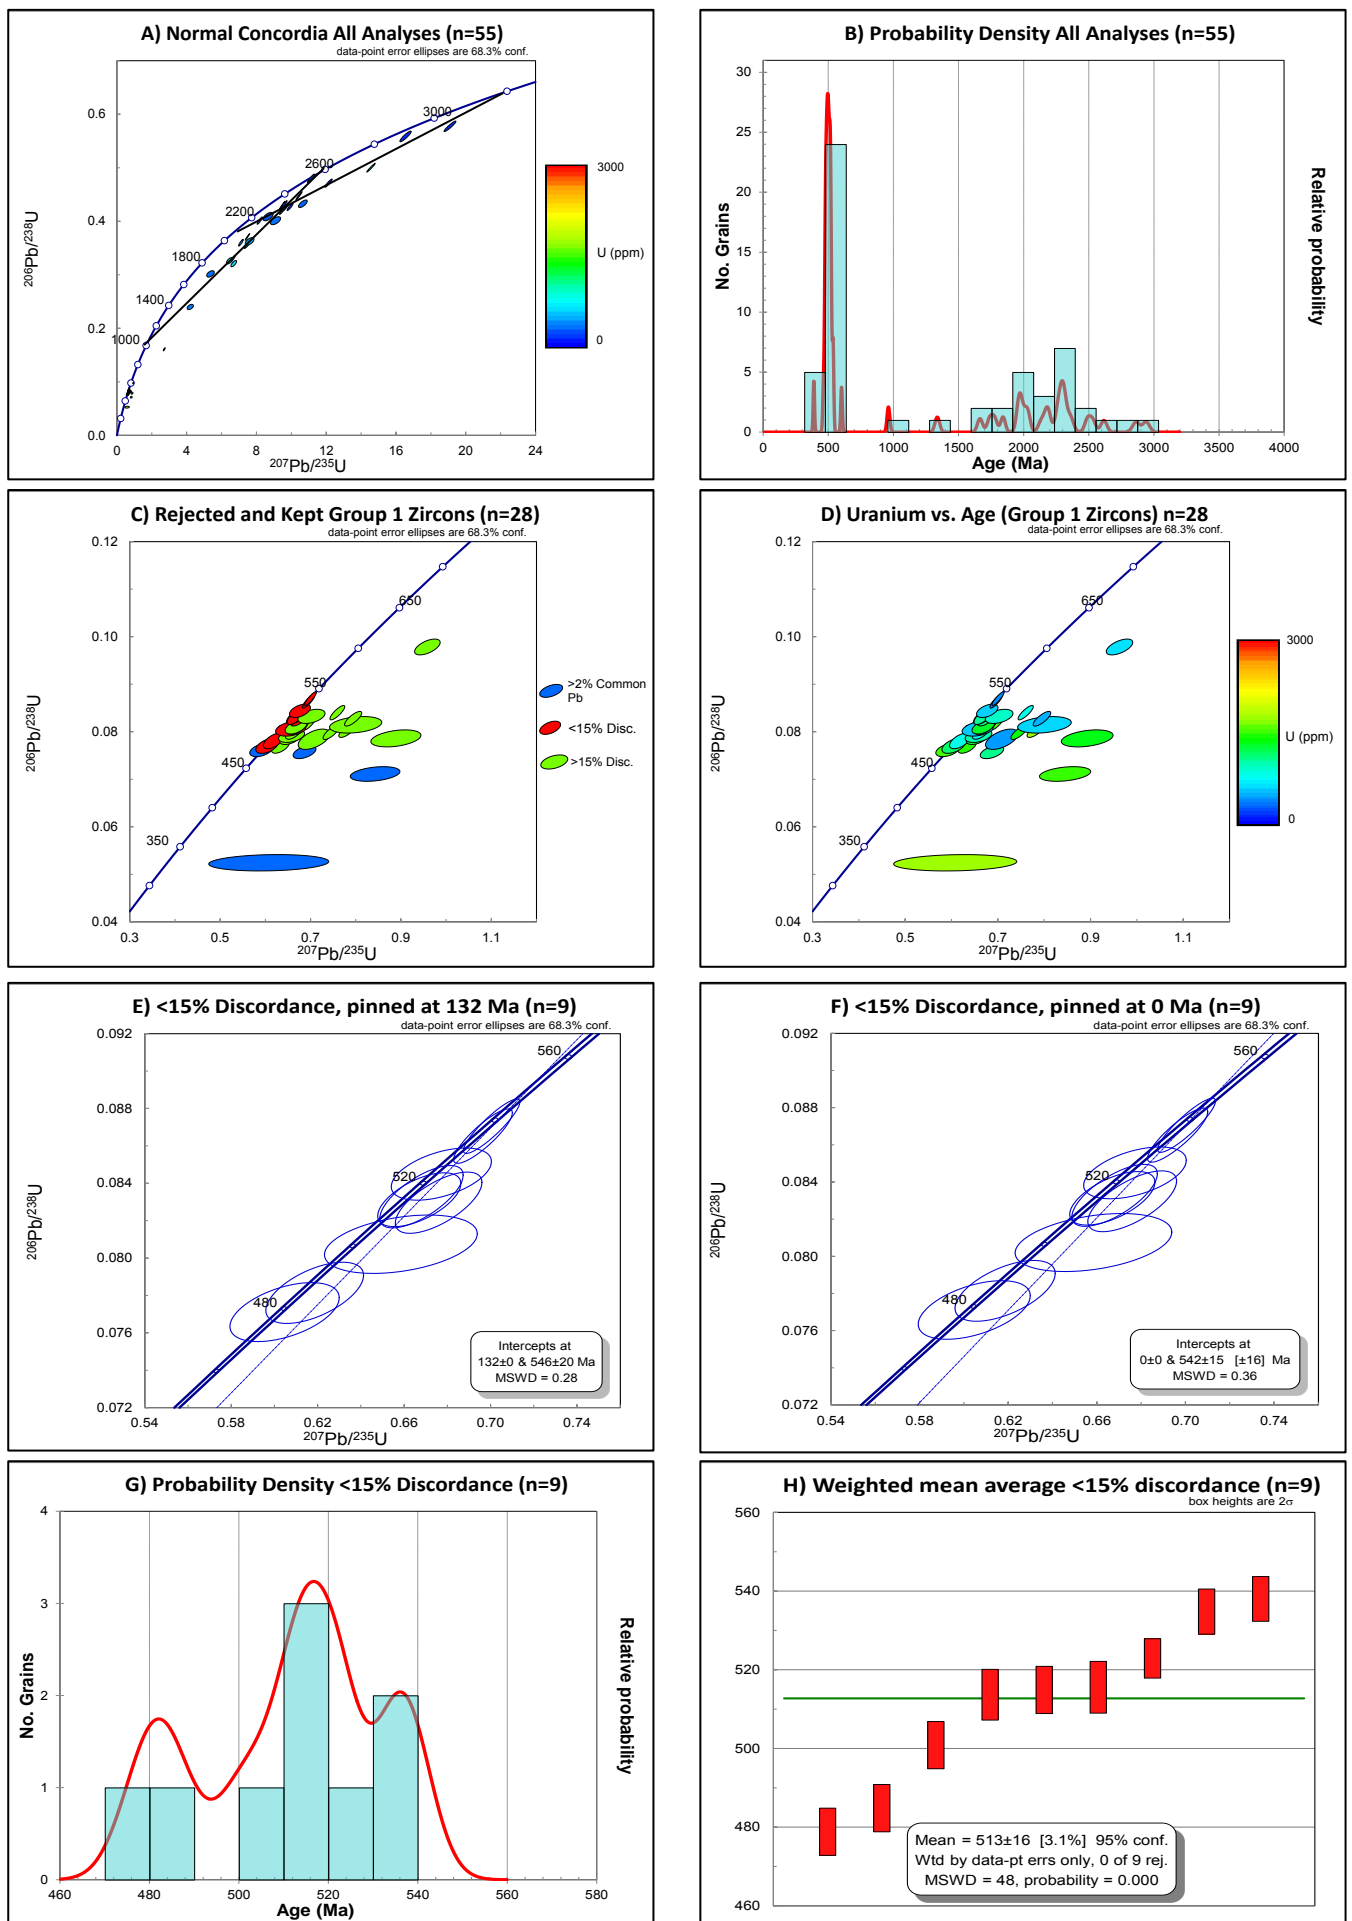 A) Normal Concordia All Analyses (n=55)
data-point error ellipses are 68.3% conf.
206Pb/238U
0.6
0.4
0.2
0.0
1000
1400
1800
2200
2600
3000
0
4
8
12
16
20
24
207Pb/235U
3000
U (ppm)
0
B) Probability Density All Analyses (n=55)
No. Grains
30
25
20
15
10
5
0
0
500
1000
1500
2000
2500
3000
3500
4000
Age (Ma)
Relative probability
C) Rejected and Kept Group 1 Zircons (n=28)
data-point error ellipses are 68.3% conf.
206Pb/238U
0.12
0.10
0.08
0.06
0.04
350
450
550
650
0.3
0.5
0.7
0.9
1.1
207Pb/235U
>2% Common
Pb
<15% Disc.
>15% Disc.
D) Uranium vs. Age (Group 1 Zircons) n=28
data-point error ellipses are 68.3% conf.
206Pb/238U
0.12
0.10
0.08
0.06
0.04
350
450
550
650
0.3
0.5
0.7
0.9
1.1
207Pb/235U
3000
U (ppm)
0
E) <15% Discordance, pinned at 132 Ma (n=9)
data-point error ellipses are 68.3% conf.
206Pb/238U
0.092
0.088
0.084
0.080
0.076
0.072
560
520
480
0.54
0.58
0.62
0.66
0.70
0.74
207Pb/235U
Intercepts at
132±0 & 546±20 Ma
MSWD = 0.28
F) <15% Discordance, pinned at 0 Ma (n=9)
data-point error ellipses are 68.3% conf.
206Pb/238U
0.092
0.088
0.084
0.080
0.076
0.072
560
520
480
0.54
0.58
0.62
0.66
0.70
0.74
207Pb/235U
Intercepts at
0±0 & 542±15 [±16] Ma
MSWD = 0.36
G) Probability Density <15% Discordance (n=9)
No. Grains
4
3
2
1
0
460
480
500
520
540
560
580
Age (Ma)
Relative probability
H) Weighted mean average <15% discordance (n=9)
box heights are 2σ
560
540
520
500
480
460
Mean = 513±16 [3.1%] 95% conf.
Wtd by data-pt errs only, 0 of 9 rej.
MSWD = 48, probability = 0.000